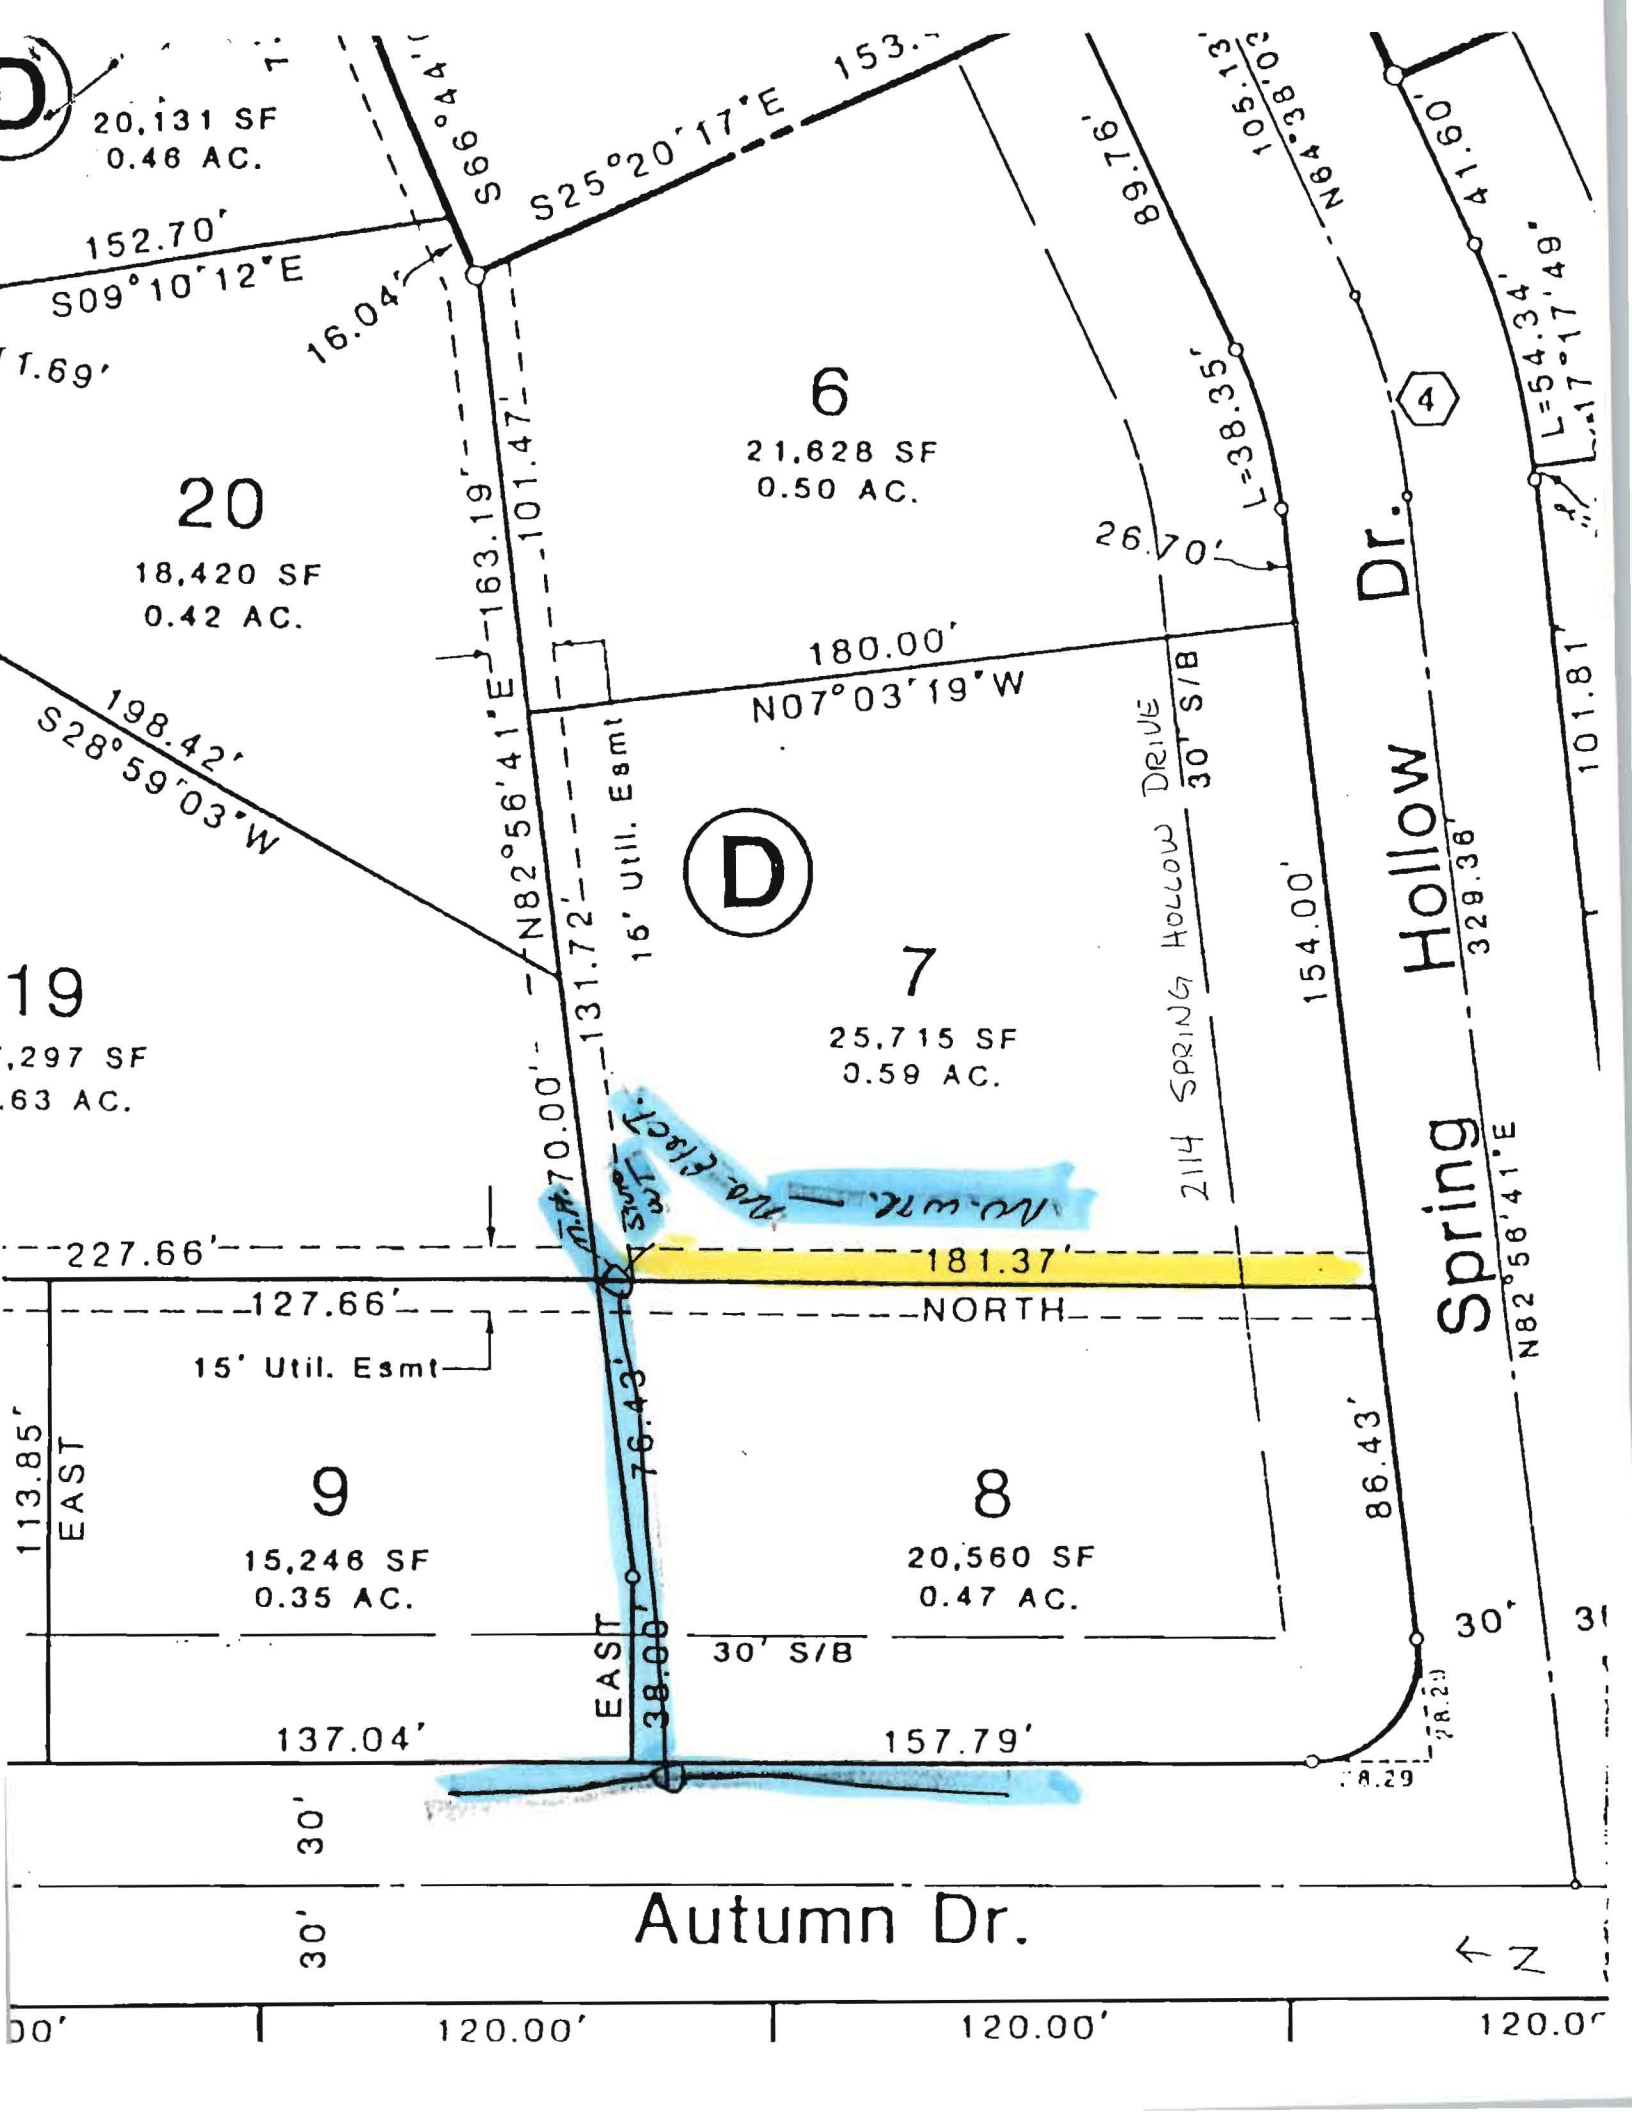 D
20,131 SF
0.46 AC.
152.70'
S09°10'12"E
16.04'
S66°44'
S25°20'17"E
153.
89.76'
105.13'
N64°38'03
41.60'
L=54.34'
17°17'49"
4
L=38.35'
26.70'
6
21,628 SF
0.50 AC.
1.69'
20
18,420 SF
0.42 AC.
163.19'
101.47'
180.00'
N07°03'19"W
198.42'
S28°59'03"W
N82°56'41"E
131.72'
16' Util. Esmt
D
7
25,715 SF
0.59 AC.
2114 SPRING HOLLOW DRIVE
30' S/B
154.00'
Spring Hollow Dr.
329.36'
N82°56'41"E
101.81'
19
,297 SF
.63 AC.
70.00'
M.H.
No Elect.
No. WTR.
227.66'
181.37'
127.66'
NORTH
15' Util. Esmt
113.85'
EAST
76.43'
86.43'
9
15,246 SF
0.35 AC.
8
20,560 SF
0.47 AC.
EAST
38.00'
30' S/B
30'
137.04'
157.79'
30'
30'
Autumn Dr.
← N
120.00'
120.00'